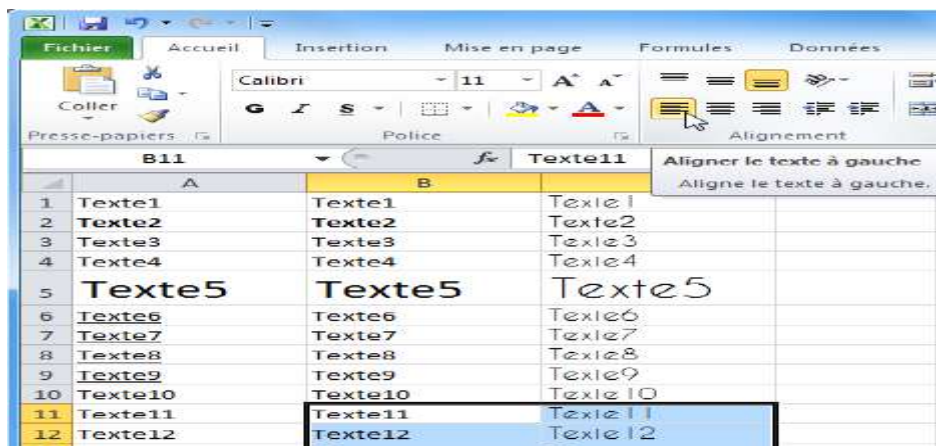 Fichier Accueil Insertion Mise en page Formules Données
Calibri 11 A A
Coller G I S A
Presse-papiers Police Alignement
B11 fx Texte11 Aligner le texte à gauche
A B Aligne le texte à gauche.
1 Texte1 Texte1 Texte1
2 Texte2 Texte2 Texte2
3 Texte3 Texte3 Texte3
4 Texte4 Texte4 Texte4
5 Texte5 Texte5 Texte5
6 Texte6 Texte6 Texte6
7 Texte7 Texte7 Texte7
8 Texte8 Texte8 Texte8
9 Texte9 Texte9 Texte9
10 Texte10 Texte10 Texte10
11 Texte11 Texte11 Texte11
12 Texte12 Texte12 Texte12